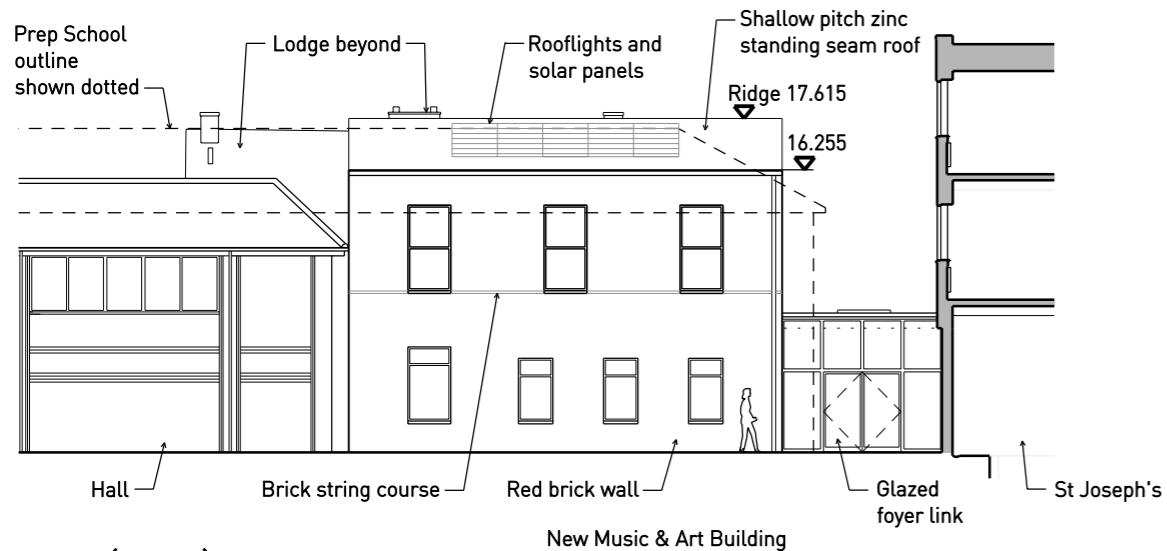 Prep School
outline
shown dotted
Lodge beyond
Rooflights and
solar panels
Shallow pitch zinc
standing seam roof
Ridge 17.615
16.255
Hall
Brick string course
Red brick wall
Glazed
foyer link
St Joseph's
New Music & Art Building